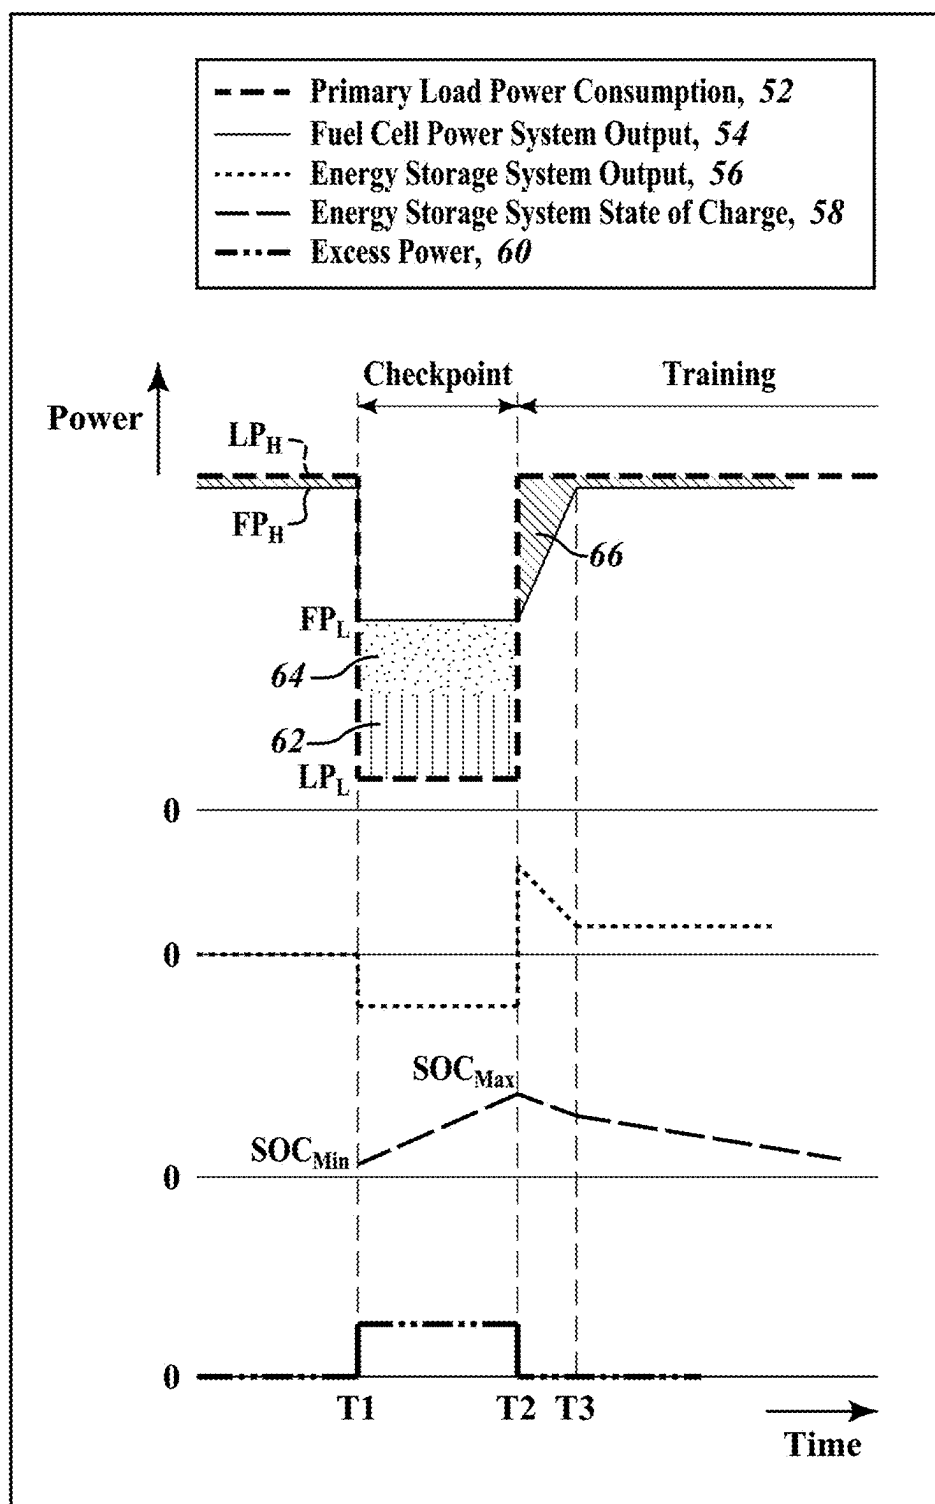 Primary Load Power Consumption, 52
Fuel Cell Power System Output, 54
Energy Storage System Output, 56
Energy Storage System State of Charge, 58
Excess Power, 60
Checkpoint Training
Power
LPH
FPH
66
FPL
64
62
LPL
0
0
SOCMax
SOCMin
0
0
T1 T2 T3
Time